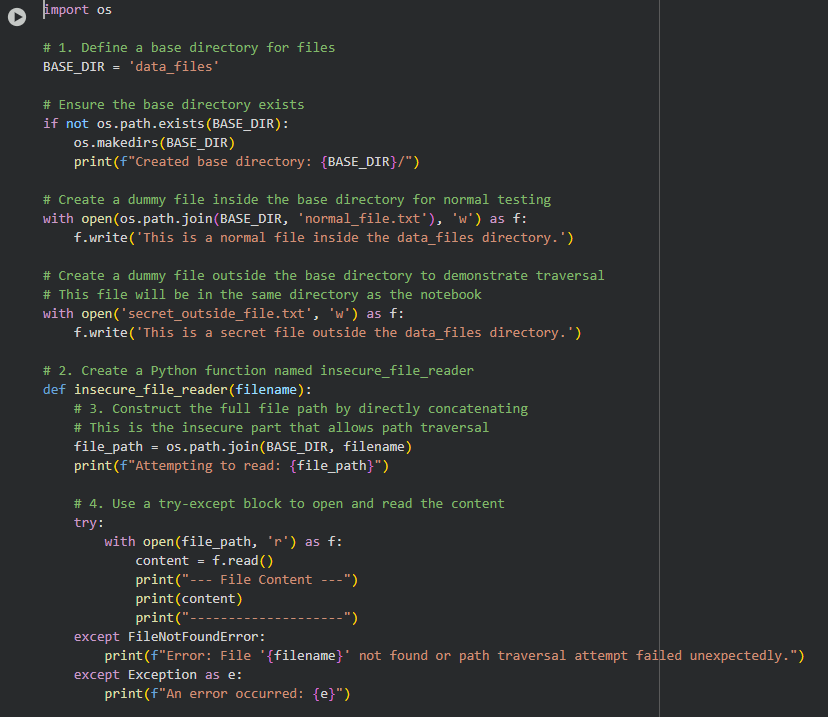 import os
# 1. Define a base directory for files
BASE_DIR = 'data_files'
# Ensure the base directory exists
if not os.path.exists(BASE_DIR):
    os.makedirs(BASE_DIR)
    print(f"Created base directory: {BASE_DIR}/")
# Create a dummy file inside the base directory for normal testing
with open(os.path.join(BASE_DIR, 'normal_file.txt'), 'w') as f:
    f.write('This is a normal file inside the data_files directory.')
# Create a dummy file outside the base directory to demonstrate traversal
# This file will be in the same directory as the notebook
with open('secret_outside_file.txt', 'w') as f:
    f.write('This is a secret file outside the data_files directory.')
# 2. Create a Python function named insecure_file_reader
def insecure_file_reader(filename):
    # 3. Construct the full file path by directly concatenating
    # This is the insecure part that allows path traversal
    file_path = os.path.join(BASE_DIR, filename)
    print(f"Attempting to read: {file_path}")
    # 4. Use a try-except block to open and read the content
    try:
        with open(file_path, 'r') as f:
            content = f.read()
            print("--- File Content ---")
            print(content)
            print("--------------------")
    except FileNotFoundError:
        print(f"Error: File '{filename}' not found or path traversal attempt failed unexpectedly.")
    except Exception as e:
        print(f"An error occurred: {e}")